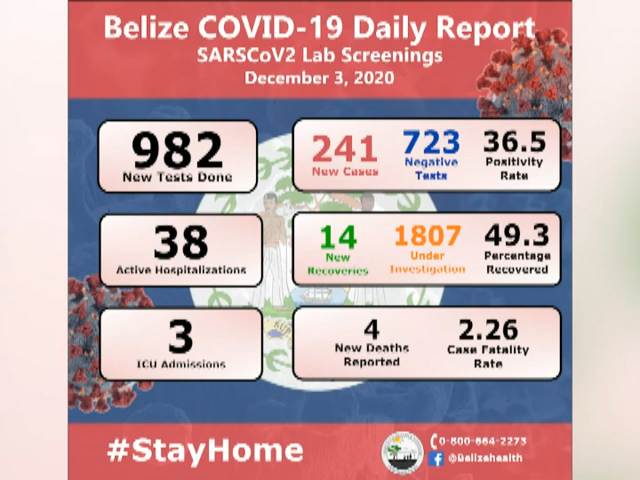 Belize COVID-19 Daily Report
SARSCoV2 Lab Screenings
December 3, 2020
982
New Tests Done
241
New Cases
723
Negative
Tests
36.5
Positivity
Rate
38
Active Hospitalizations
14
New
Recoveries
1807
Under
Investigation
49.3
Percentage
Recovered
3
ICU Admissions
4
New Deaths
Reported
2.26
Case Fatality
Rate
#StayHome
0-800-664-2273
@Belizehealth